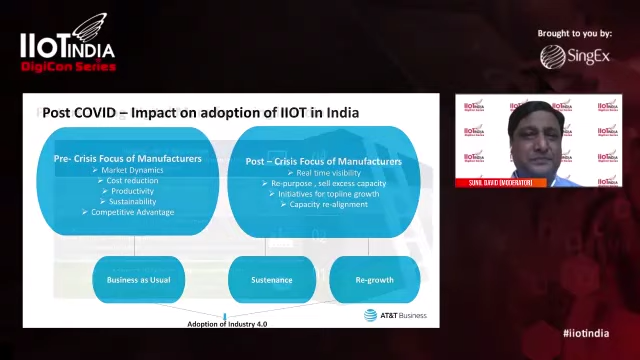 IIOTINDIA
DigiCon Series
Brought to you by:
SingEx
Post COVID – Impact on adoption of IIOT in India
Pre- Crisis Focus of Manufacturers
Market Dynamics
Cost reduction
Productivity
Sustainability
Competitive Advantage
Post – Crisis Focus of Manufacturers
Real time visibility
Re-purpose , sell excess capacity
Initiatives for topline growth
Capacity re-alignment
Business as Usual
Sustenance
Re-growth
Adoption of Industry 4.0
AT&T Business
SUNIL DAVID (MODERATOR)
#iiotindia